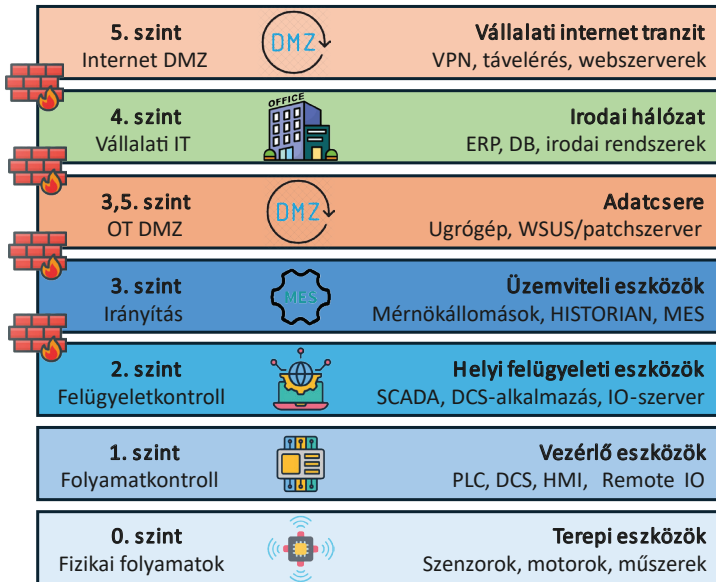 5. szint
Internet DMZ
DMZ
Vállalati internet tranzit
VPN, távelérés, webszerverek
4. szint
Vállalati IT
OFFICE
Irodai hálózat
ERP, DB, irodai rendszerek
3,5. szint
OT DMZ
DMZ
Adatcsere
Ugrógép, WSUS/patchszerver
3. szint
Irányítás
MES
Üzemviteli eszközök
Mérnökállomások, HISTORIAN, MES
2. szint
Felügyeletkontroll
Helyi felügyeleti eszközök
SCADA, DCS-alkalmazás, IO-szerver
1. szint
Folyamatkontroll
Vezérlő eszközök
PLC, DCS, HMI, Remote IO
0. szint
Fizikai folyamatok
Terepi eszközök
Szenzorok, motorok, műszerek